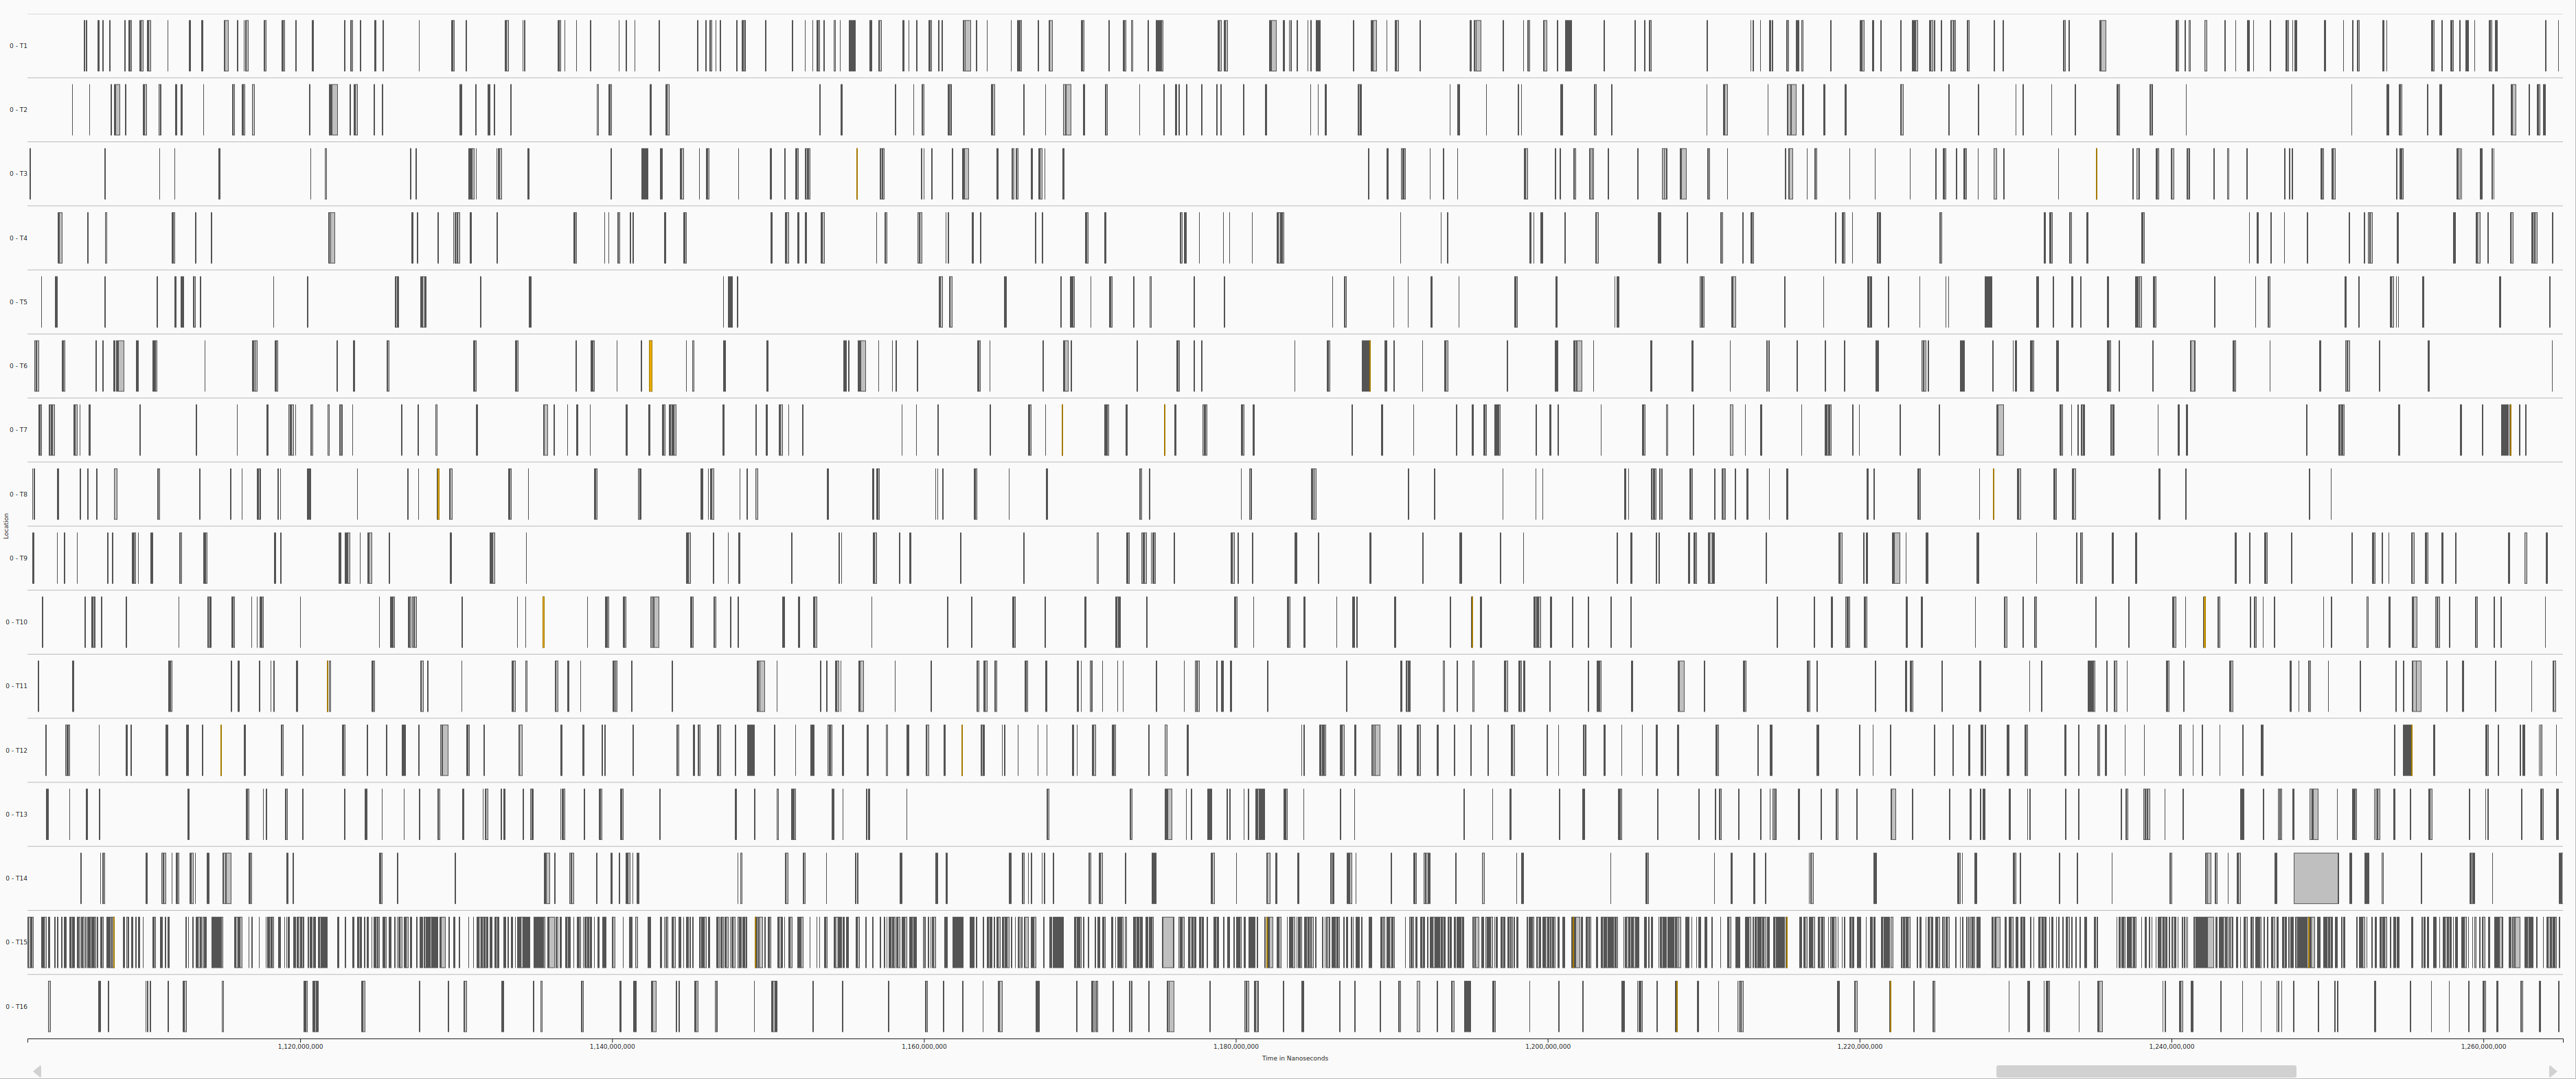 0 - T1
0 - T2
0 - T3
0 - T4
0 - T5
0 - T6
0 - T7
0 - T8
Location
0 - T9
0 - T10
0 - T11
0 - T12
0 - T13
0 - T14
0 - T15
0 - T16
1,120,000,000 1,140,000,000 1,160,000,000 1,180,000,000 1,200,000,000 1,220,000,000 1,240,000,000 1,260,000,000
Time in Nanoseconds